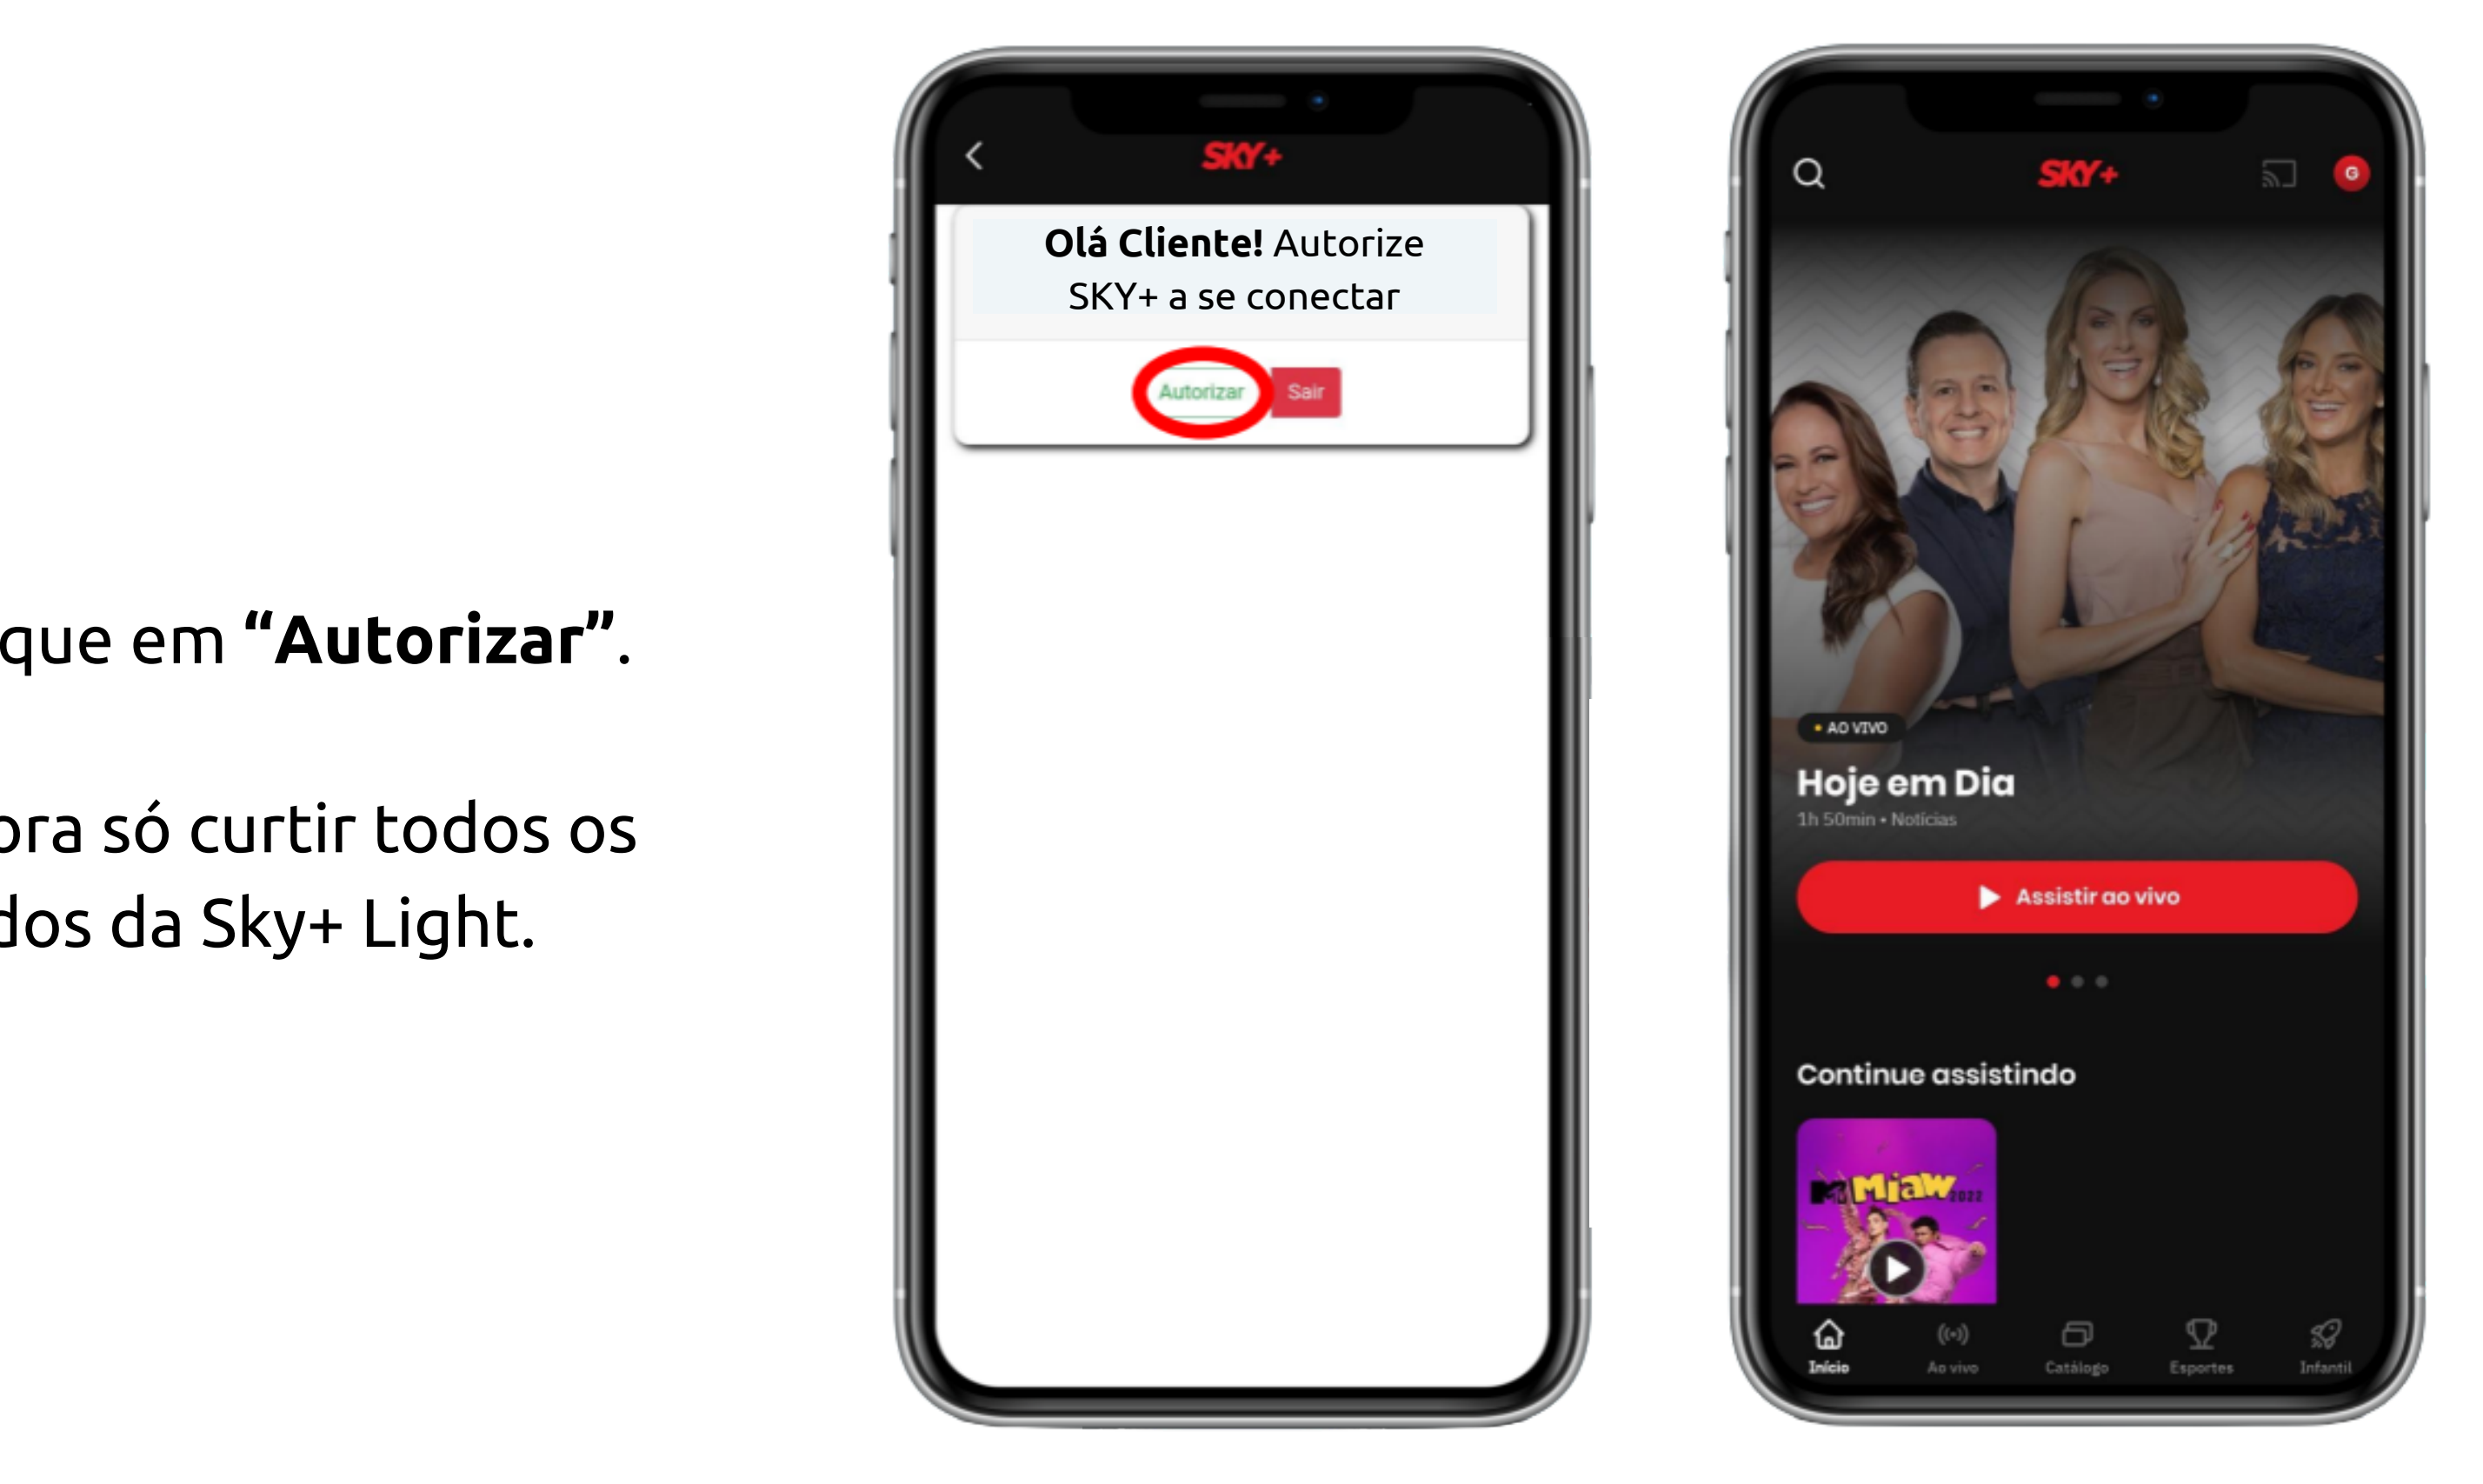 que em “Autorizar”.
ora só curtir todos os
dos da Sky+ Light.
SKY+
Olá Cliente! Autorize
SKY+ a se conectar
Autorizar
Sair
SKY+
G
AO VIVO
Hoje em Dia
1h 50min • Notícias
Assistir ao vivo
Continue assistindo
MTV Miaw 2022
Início
Ao vivo
Catálogo
Esportes
Infantil